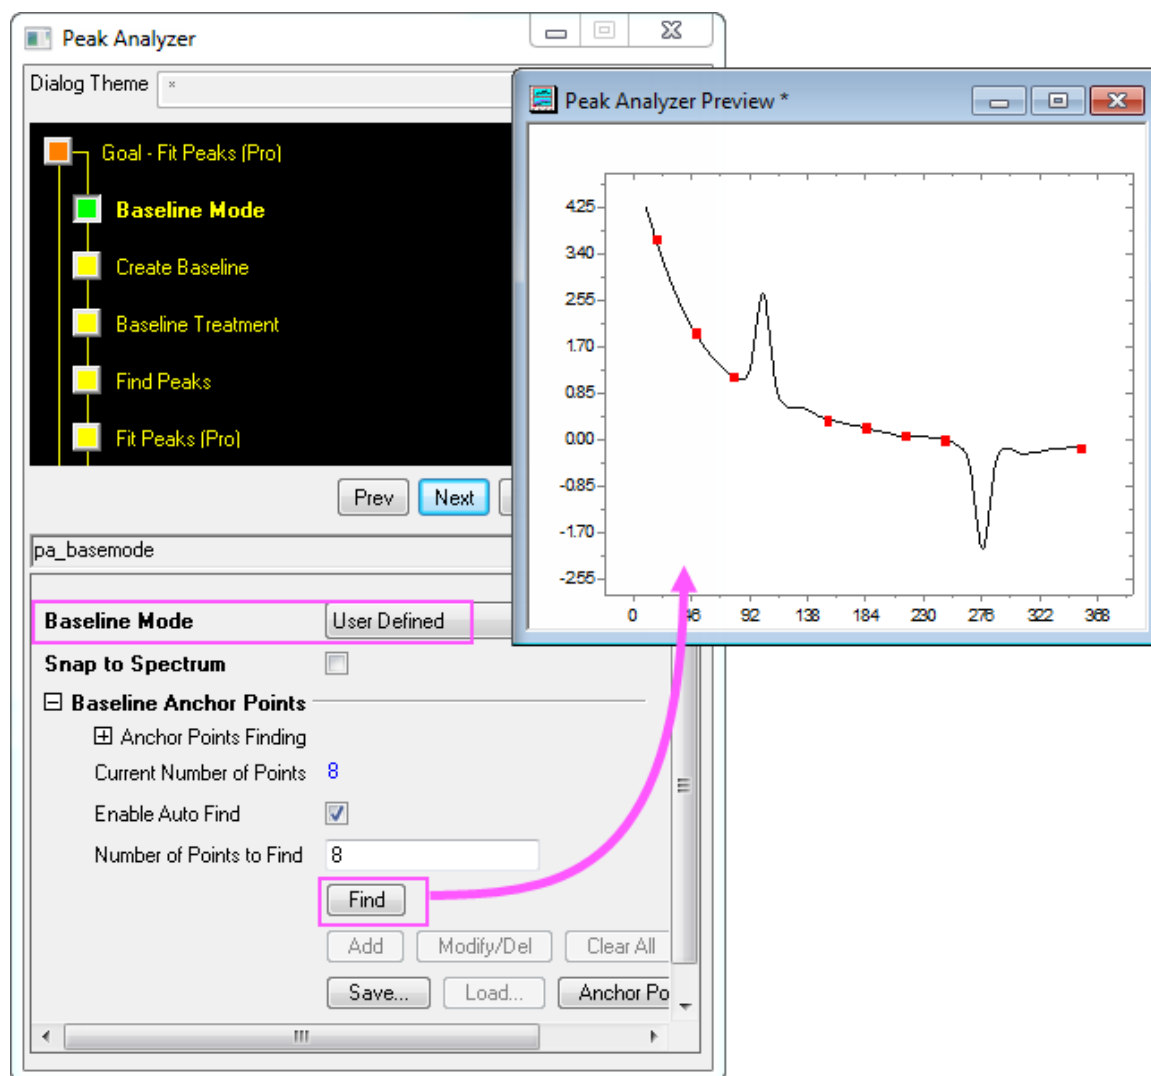 Peak Analyzer
Dialog Theme *
Goal - Fit Peaks (Pro)
Baseline Mode
Create Baseline
Baseline Treatment
Find Peaks
Fit Peaks (Pro)
Prev Next
pa_basemode
Baseline Mode User Defined
Snap to Spectrum
Baseline Anchor Points
Anchor Points Finding
Current Number of Points 8
Enable Auto Find
Number of Points to Find 8
Find
Add Modify/Del Clear All
Save... Load... Anchor Po
Peak Analyzer Preview *
4.25
3.40
2.55
1.70
0.85
0.00
-0.85
-1.70
-2.55
0 46 92 138 184 230 276 322 368